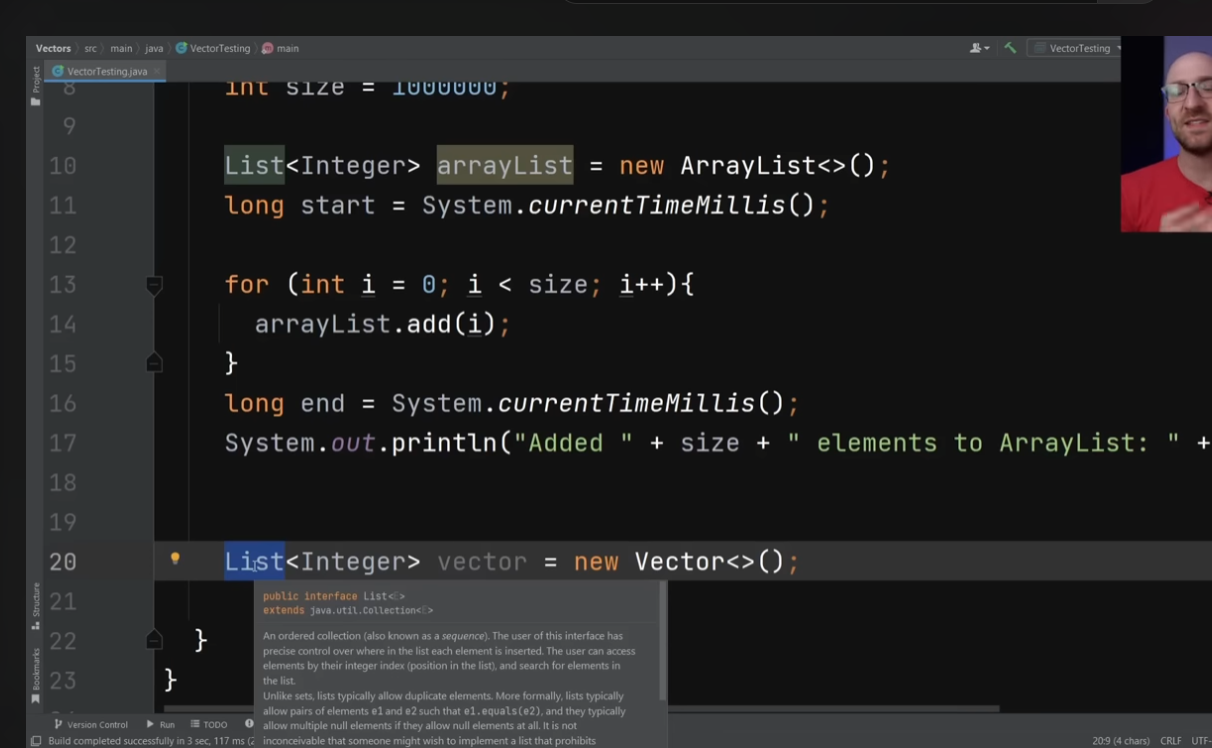 Vectors src main java VectorTesting main
VectorTesting
Project
VectorTesting.java
8 int size = 1000000;
9
10 List<Integer> arrayList = new ArrayList<>();
11 long start = System.currentTimeMillis();
12
13 for (int i = 0; i < size; i++){
14 arrayList.add(i);
15 }
16 long end = System.currentTimeMillis();
17 System.out.println("Added " + size + " elements to ArrayList: " +
18
19
20 List<Integer> vector = new Vector<>();
21
public interface List<E>
extends java.util.Collection<E>
An ordered collection (also known as a sequence). The user of this interface has
precise control over where in the list each element is inserted. The user can access
elements by their integer index (position in the list), and search for elements in
the list.
Unlike sets, lists typically allow duplicate elements. More formally, lists typically
allow pairs of elements e1 and e2 such that e1.equals(e2), and they typically
allow multiple null elements if they allow null elements at all. It is not
inconceivable that someone might wish to implement a list that prohibits
22 }
23 }
Structure
Bookmarks
Version Control Run TODO
Build completed successfully in 3 sec, 117 ms (2
20:9 (4 chars) CRLF UTF-